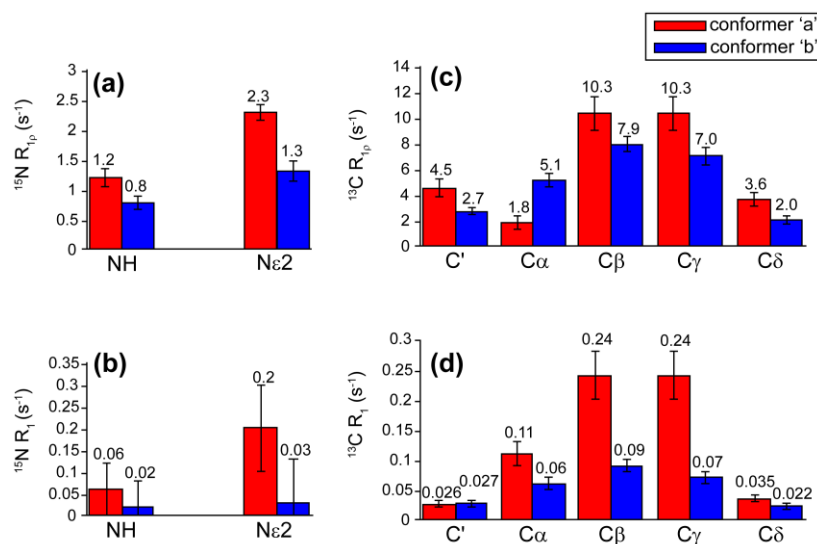 conformer 'a'
conformer 'b'
(a)
¹⁵N R₁ρ (s⁻¹)
3
2.5
2
1.5
1
0.5
0
1.2
0.8
2.3
1.3
NH
Nε2
(c)
¹³C R₁ρ (s⁻¹)
14
12
10
8
6
4
2
0
4.5
2.7
1.8
5.1
10.3
7.9
10.3
7.0
3.6
2.0
C'
Cα
Cβ
Cγ
Cδ
(b)
¹⁵N R₁ (s⁻¹)
0.35
0.3
0.25
0.2
0.15
0.1
0.05
0
0.06
0.02
0.2
0.03
NH
Nε2
(d)
¹³C R₁ (s⁻¹)
0.3
0.25
0.2
0.15
0.1
0.05
0
0.026
0.027
0.11
0.06
0.24
0.09
0.24
0.07
0.035
0.022
C'
Cα
Cβ
Cγ
Cδ